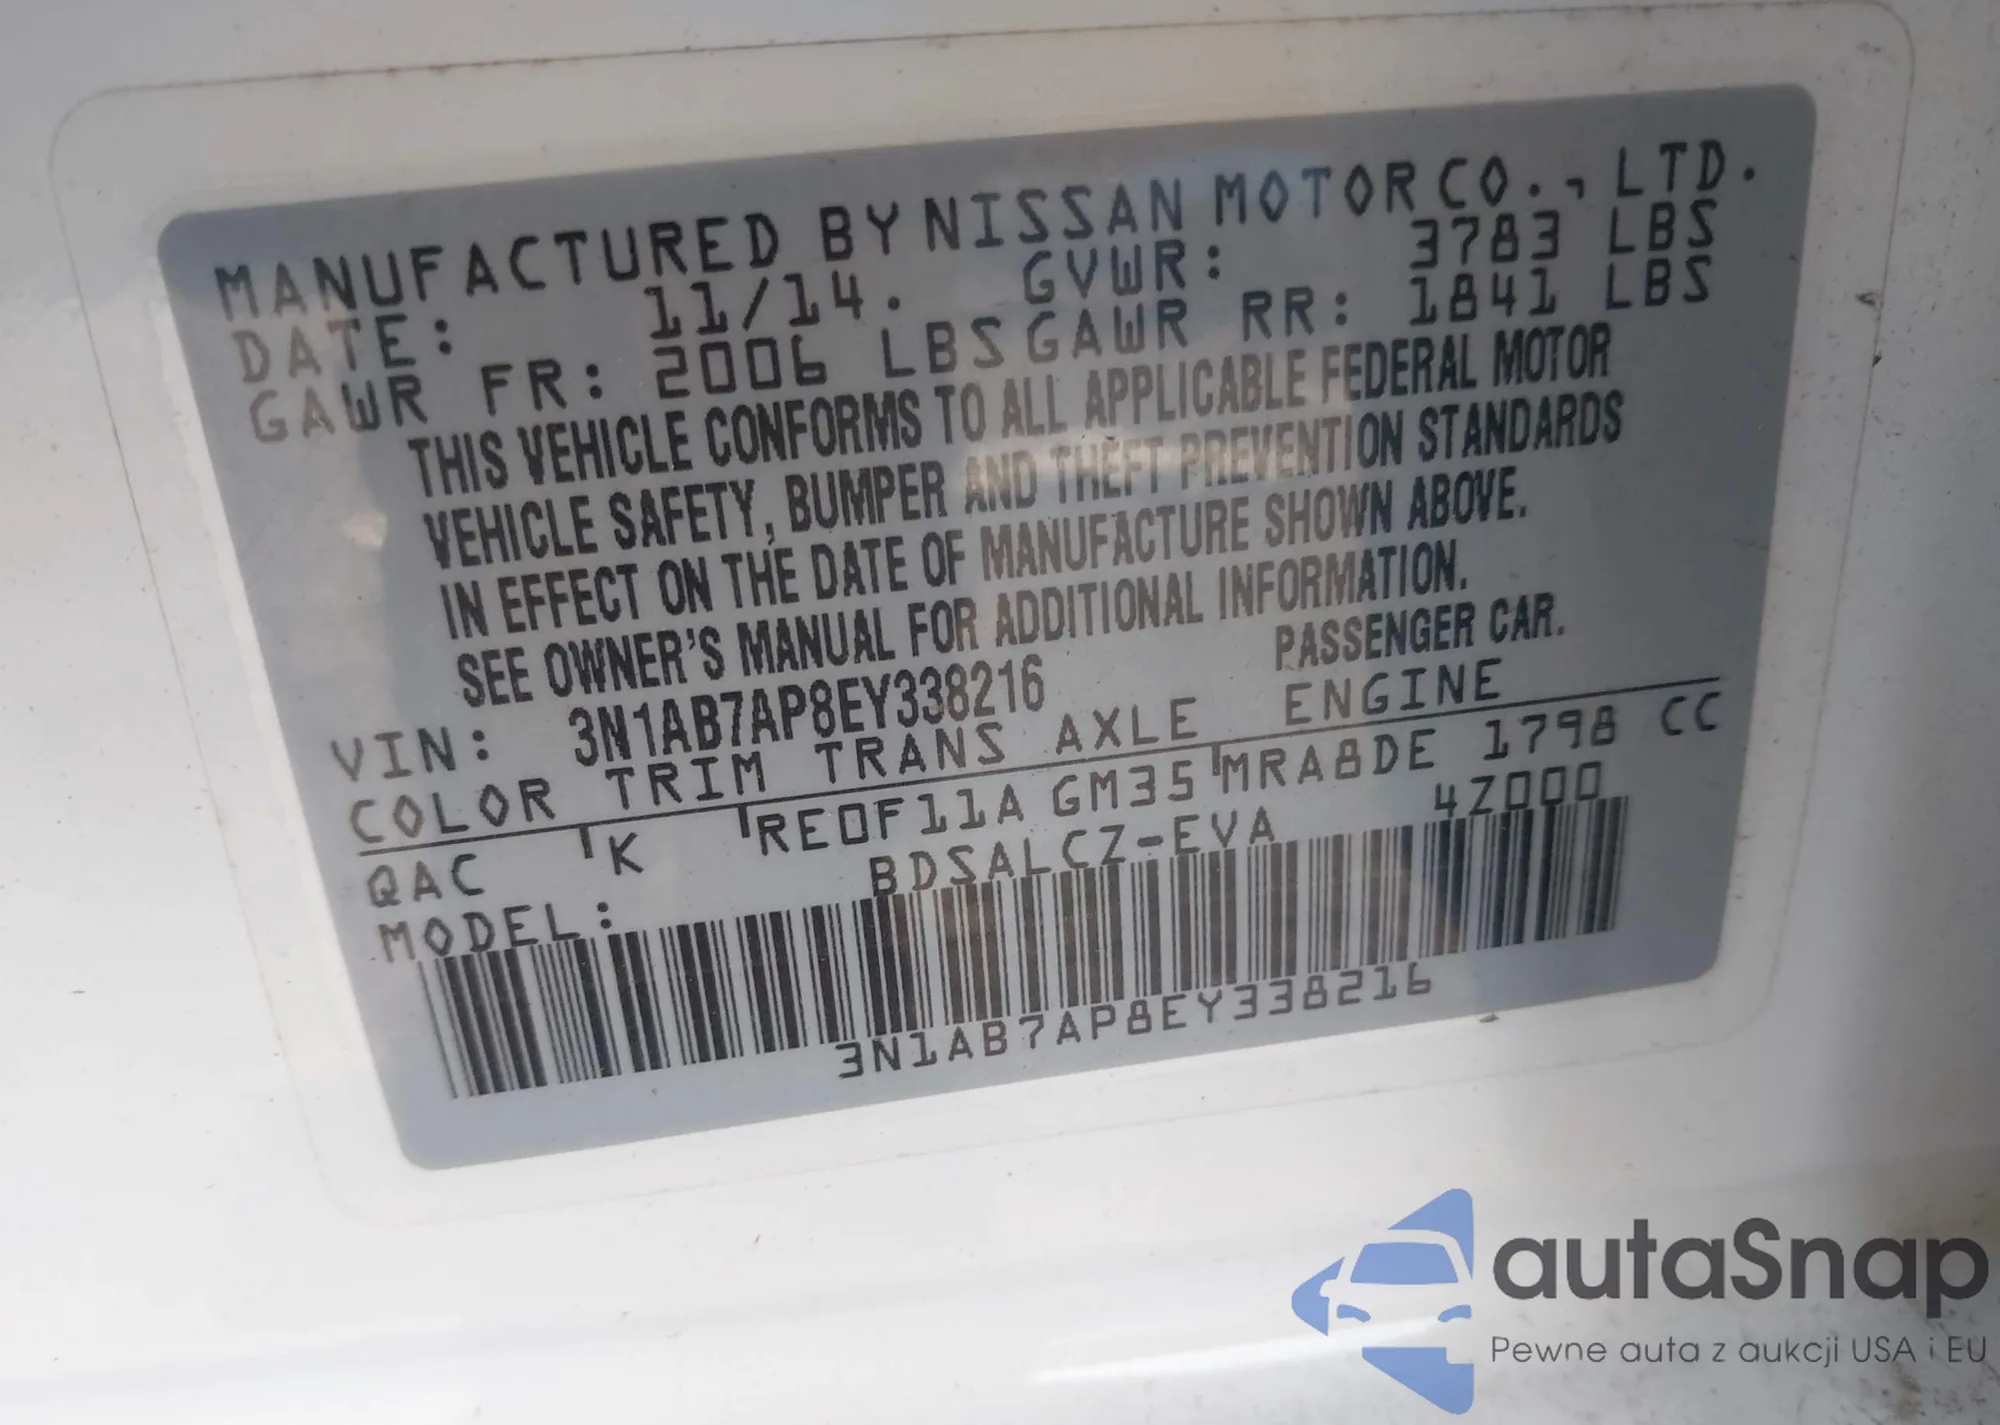 MANUFACTURED BY NISSAN MOTOR CO., LTD.
DATE: 11/14. GVWR: 3783 LBS
GAWR FR: 2006 LBS GAWR RR: 1841 LBS
THIS VEHICLE CONFORMS TO ALL APPLICABLE FEDERAL MOTOR
VEHICLE SAFETY, BUMPER AND THEFT PREVENTION STANDARDS
IN EFFECT ON THE DATE OF MANUFACTURE SHOWN ABOVE.
SEE OWNER'S MANUAL FOR ADDITIONAL INFORMATION.
VIN: 3N1AB7AP8EY338216 PASSENGER CAR.
COLOR TRIM TRANS AXLE ENGINE
QAC K RE0F11A GM35 MRA8DE 1798 CC
MODEL: BDSALCZ-EVA 4Z000
3N1AB7AP8EY338216
autaSnap
Pewne auta z aukcji USA i EU